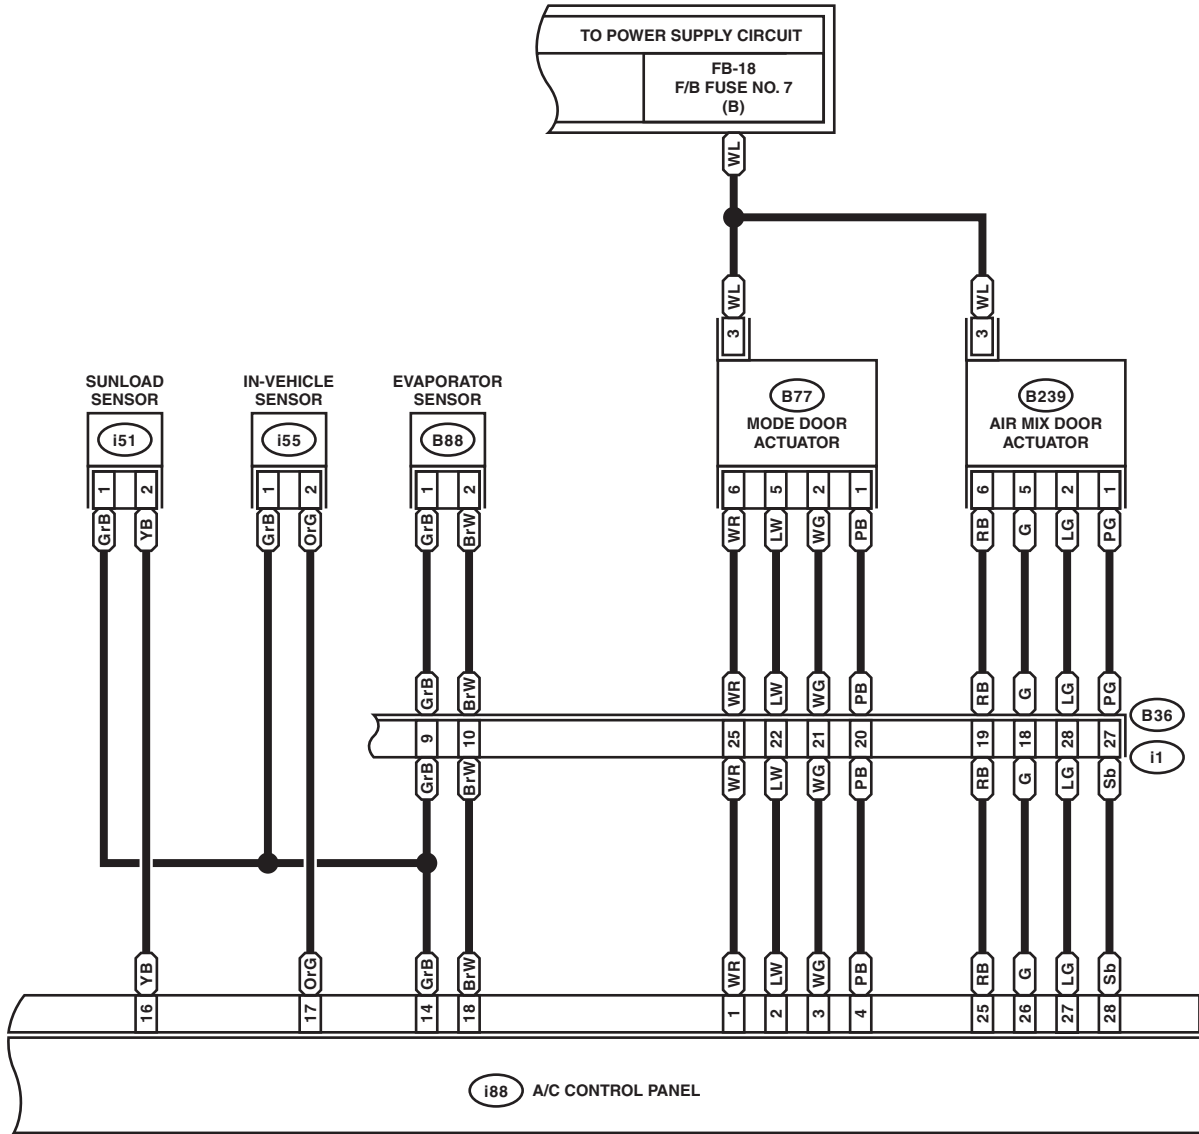 TO POWER SUPPLY CIRCUIT
FB-18
F/B FUSE NO. 7
(B)
WL
WL WL
3 3
SUNLOAD
SENSOR
IN-VEHICLE
SENSOR
EVAPORATOR
SENSOR
i51 i55 B88
B77
MODE DOOR
ACTUATOR
B239
AIR MIX DOOR
ACTUATOR
1 2 1 2 1 2 6 5 2 1 6 5 2 1
GrB YB GrB OrG GrB BrW WR LW WG PB RB G LG PG
GrB BrW WR LW WG PB RB G LG PG
B36
9 10 25 22 21 20 19 18 28 27
i1
GrB BrW WR LW WG PB RB G LG Sb
YB OrG GrB BrW WR LW WG PB RB G LG Sb
16 17 14 18 1 2 3 4 25 26 27 28
i88 A/C CONTROL PANEL